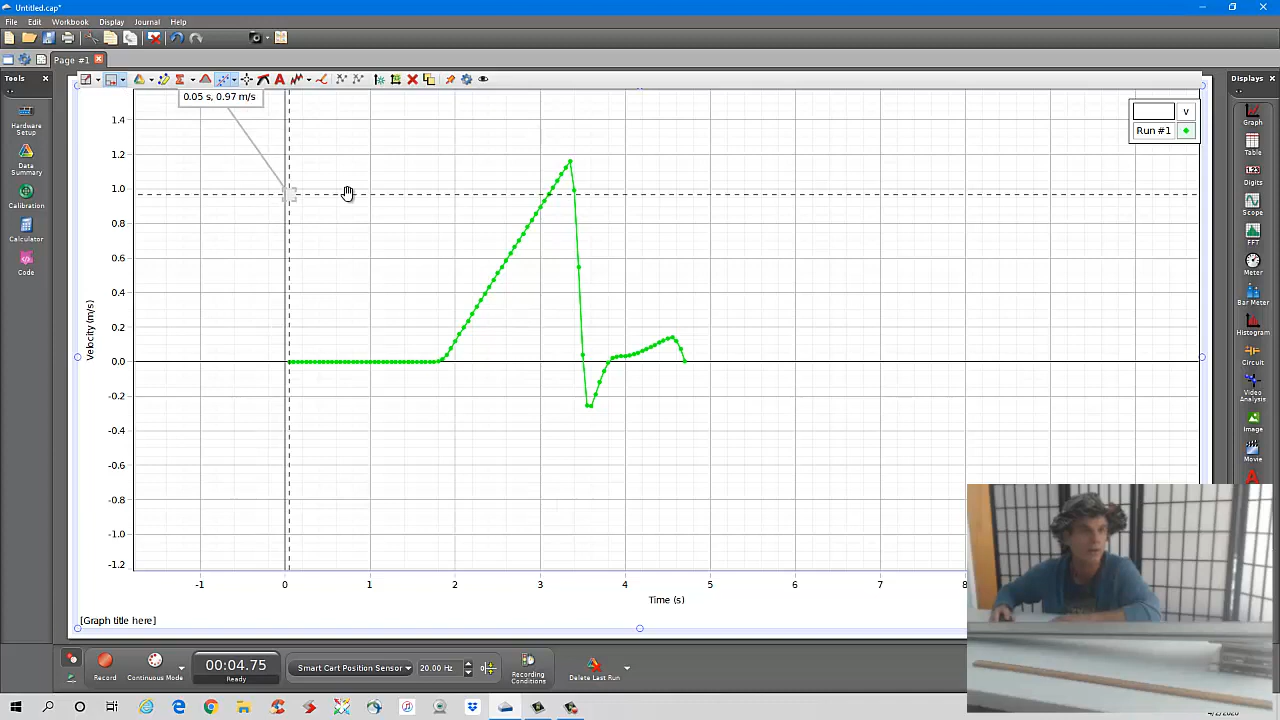 Untitled.cap*
File Edit Workbook Display Journal Help
Page #1
Tools
Displays
0.05 s, 0.97 m/s
v
Run #1
Hardware Setup
Data Summary
Calibration
Calculator
Code
Graph
Table
1.23
Digits
Scope
FFT
Meter
Bar Meter
Histogram
Circuit
Video Analysis
Image
Movie
Velocity (m/s)
1.4
1.2
1.0
0.8
0.6
0.4
0.2
0.0
-0.2
-0.4
-0.6
-0.8
-1.0
-1.2
-1 0 1 2 3 4 5 6 7 8
Time (s)
[Graph title here]
Record
Continuous Mode
00:04.75
Ready
Smart Cart Position Sensor
20.00 Hz
Recording Conditions
Delete Last Run